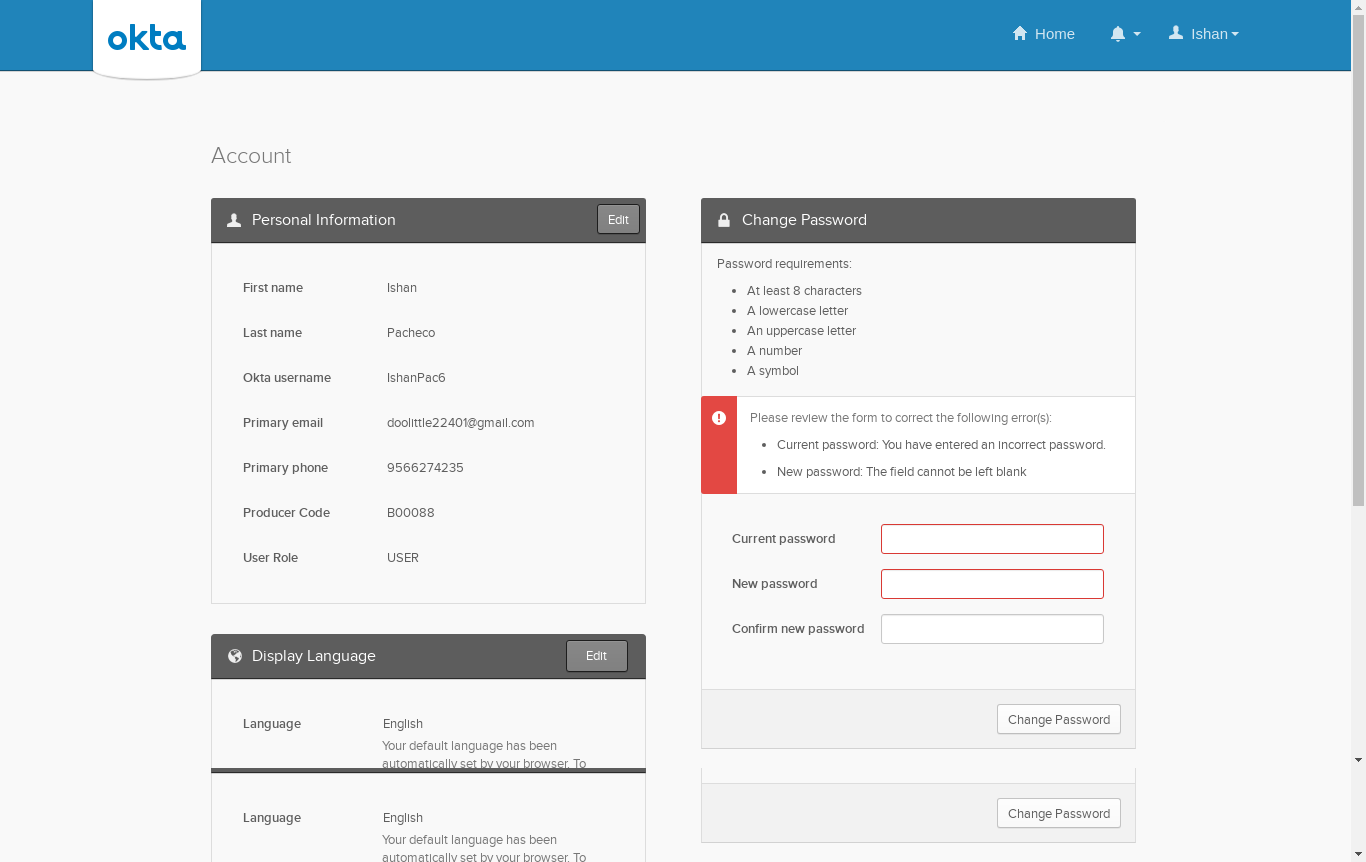 okta
Home
Ishan
Account
Personal Information
Edit
First name Ishan
Last name Pacheco
Okta username IshanPac6
Primary email doolittle22401@gmail.com
Primary phone 9566274235
Producer Code B00088
User Role USER
Display Language
Edit
Language English
Your default language has been
automatically set by your browser. To
Language English
Your default language has been
automatically set by your browser. To
Change Password
Password requirements:
At least 8 characters
A lowercase letter
An uppercase letter
A number
A symbol
Please review the form to correct the following error(s):
Current password: You have entered an incorrect password.
New password: The field cannot be left blank
Current password
New password
Confirm new password
Change Password
Change Password